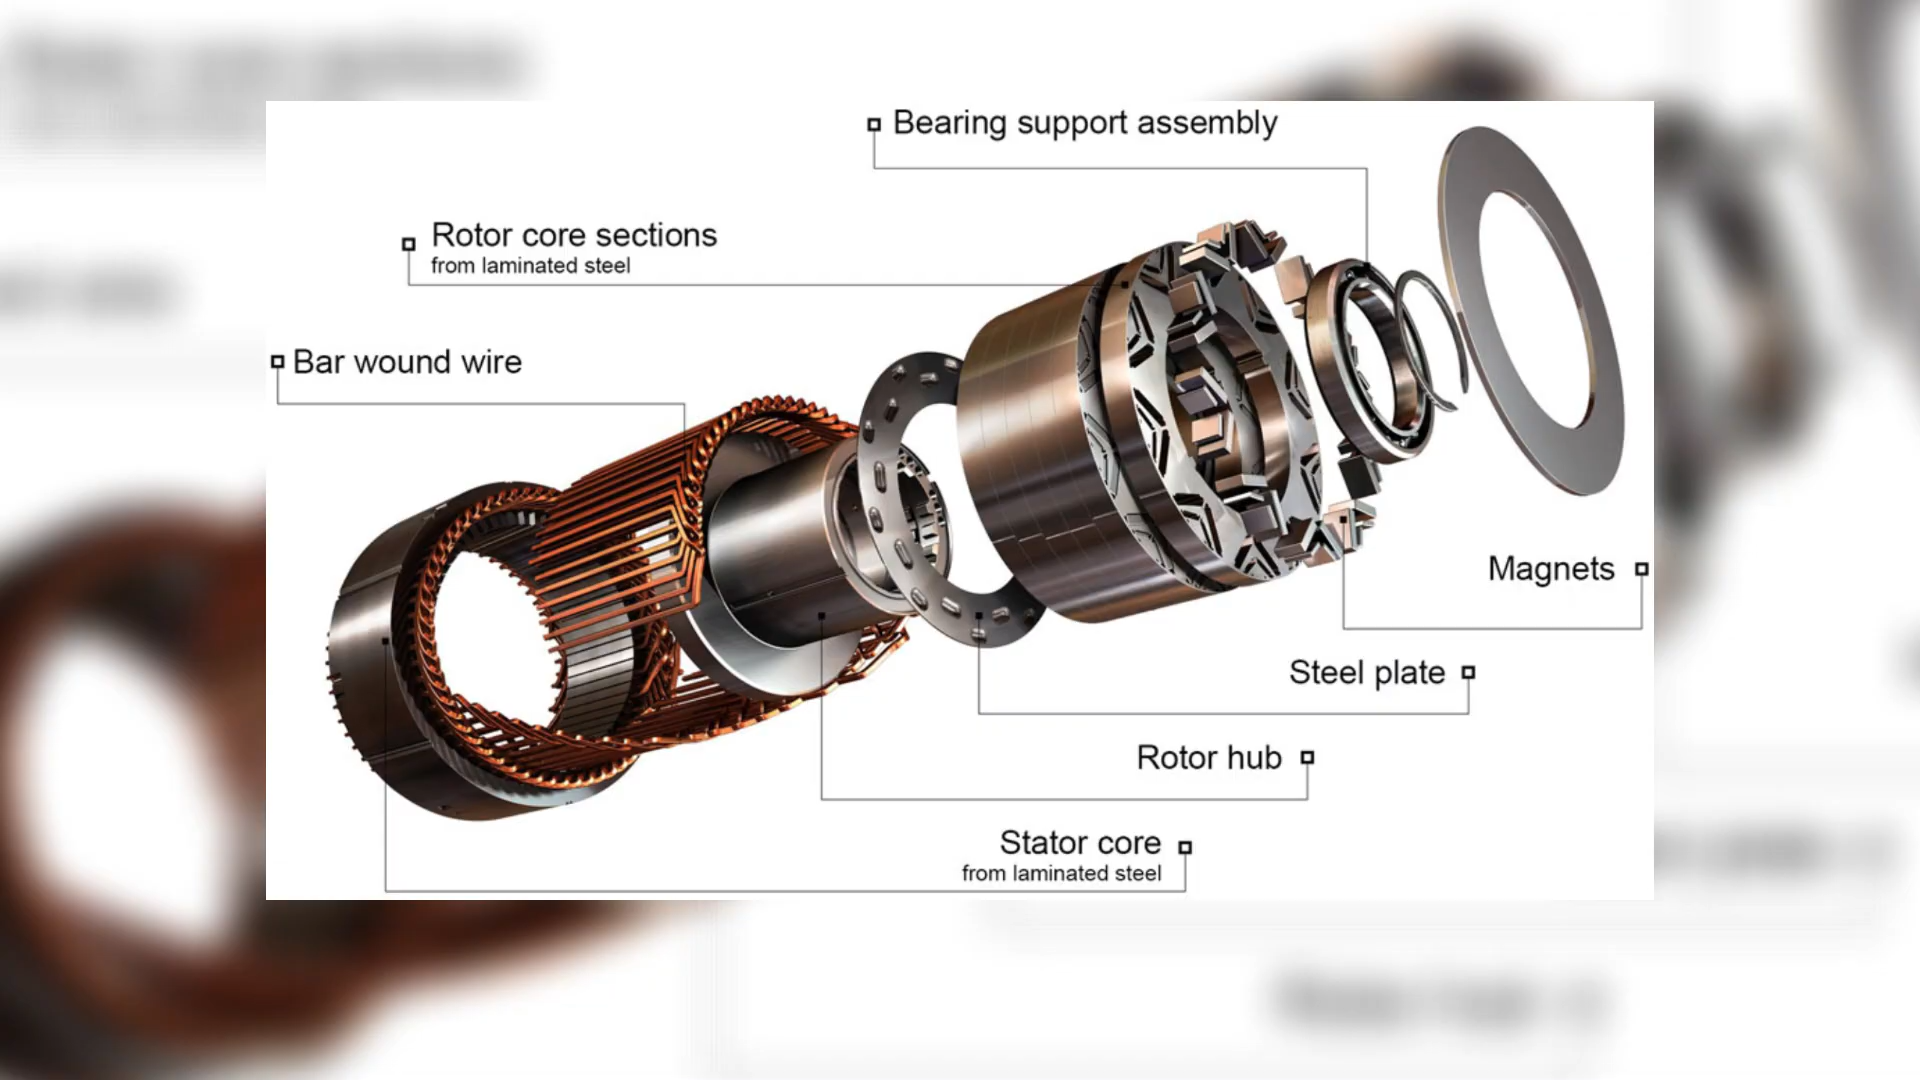 Bearing support assembly
Rotor core sections
from laminated steel
Bar wound wire
Magnets
Steel plate
Rotor hub
Stator core
from laminated steel